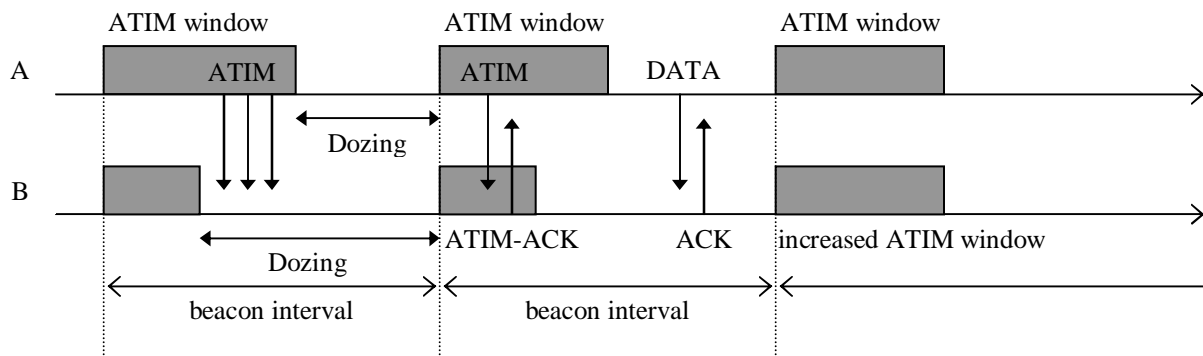 ATIM window ATIM window ATIM window
A ATIM ATIM DATA
Dozing
B
ATIM-ACK ACK increased ATIM window
Dozing
beacon interval beacon interval